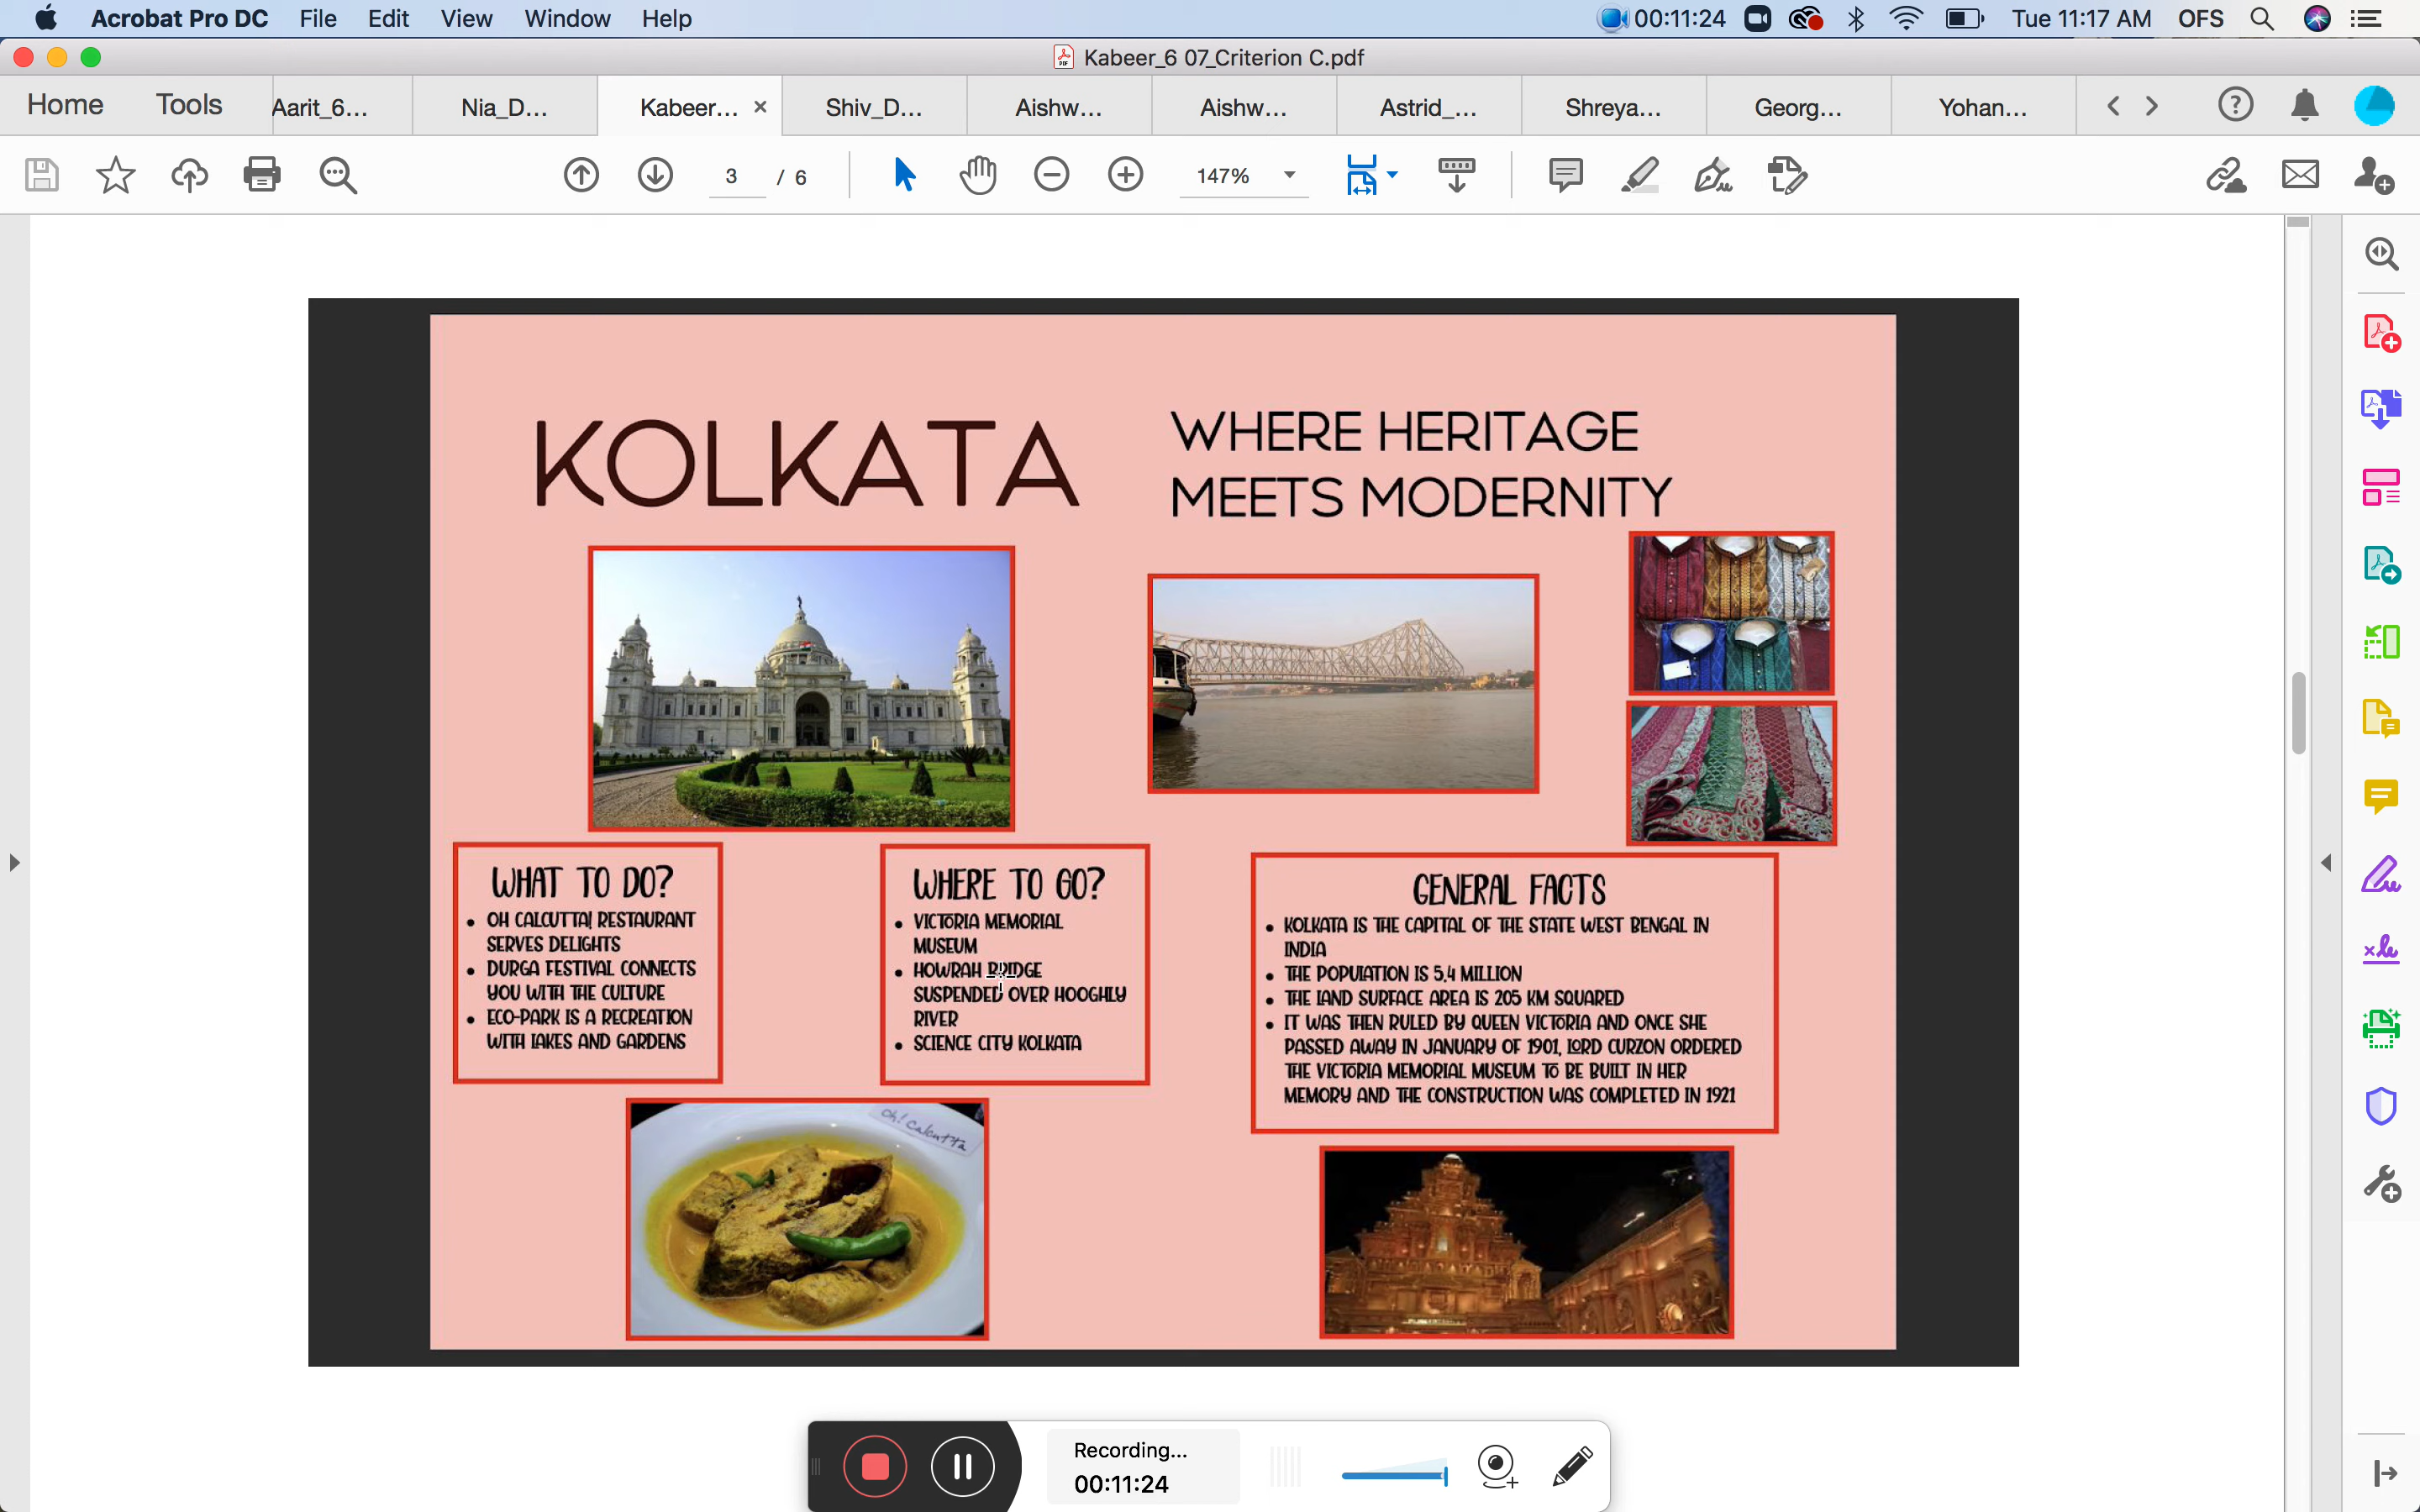 Acrobat Pro DC File Edit View Window Help 00:11:24 Tue 11:17 AM OFS
Kabeer_6 07_Criterion C.pdf
Home Tools Aarit_6... Nia_D... Kabeer... × Shiv_D... Aishw... Aishw... Astrid_... Shreya... Georg... Yohan...
3 / 6 147%
KOLKATA
WHERE HERITAGE
MEETS MODERNITY
WHAT TO DO?
• OH CALCUTTA! RESTAURANT
SERVES DELIGHTS
• DURGA FESTIVAL CONNECTS
YOU WITH THE CULTURE
• ECO-PARK IS A RECREATION
WITH LAKES AND GARDENS
WHERE TO GO?
• VICTORIA MEMORIAL
MUSEUM
• HOWRAH BRIDGE
SUSPENDED OVER HOOGHLY
RIVER
• SCIENCE CITY KOLKATA
GENERAL FACTS
• KOLKATA IS THE CAPITAL OF THE STATE WEST BENGAL IN
INDIA
• THE POPULATION IS 5,4 MILLION
• THE LAND SURFACE AREA IS 205 KM SQUARED
• IT WAS THEN RULED BY QUEEN VICTORIA AND ONCE SHE
PASSED AWAY IN JANUARY OF 1901, LORD CURZON ORDERED
THE VICTORIA MEMORIAL MUSEUM TO BE BUILT IN HER
MEMORY AND THE CONSTRUCTION WAS COMPLETED IN 1921
oh! Calcutta
Recording...
00:11:24